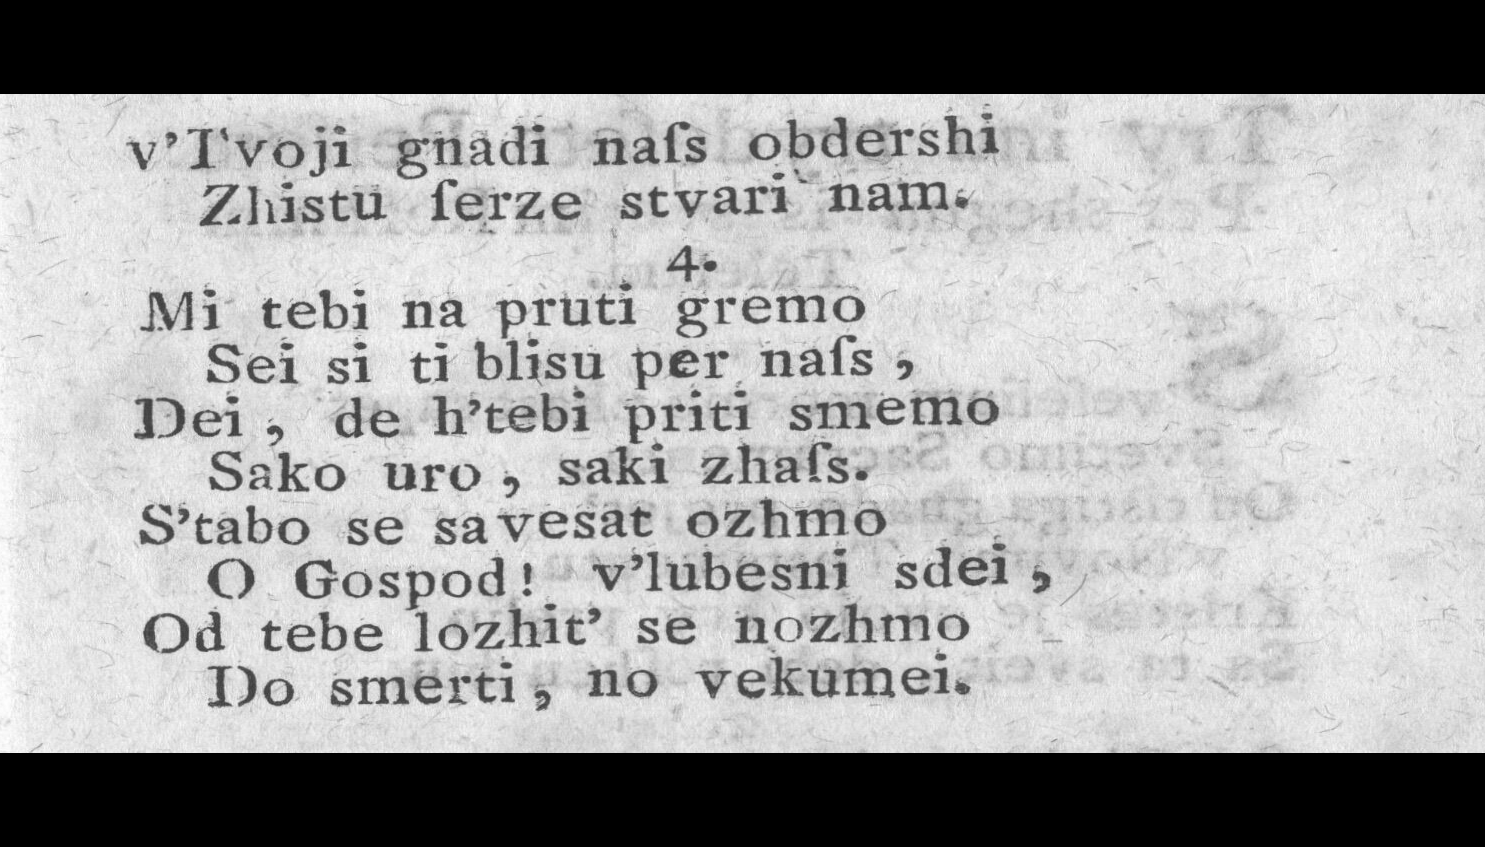 v’Tvoji gnadi naſs obdershi
Zhistu ſerze stvari nam.
4.
Mi tebi na pruti gremo
Sei si ti blisu per naſs ,
Dei , de h’tebi priti smemo
Sako uro , saki zhaſs.
S’tabo se savesat ozhmo
O Gospod! v’lubesni sdei ,
Od tebe lozhit’ se nozhmo
Do smerti , no vekumei.